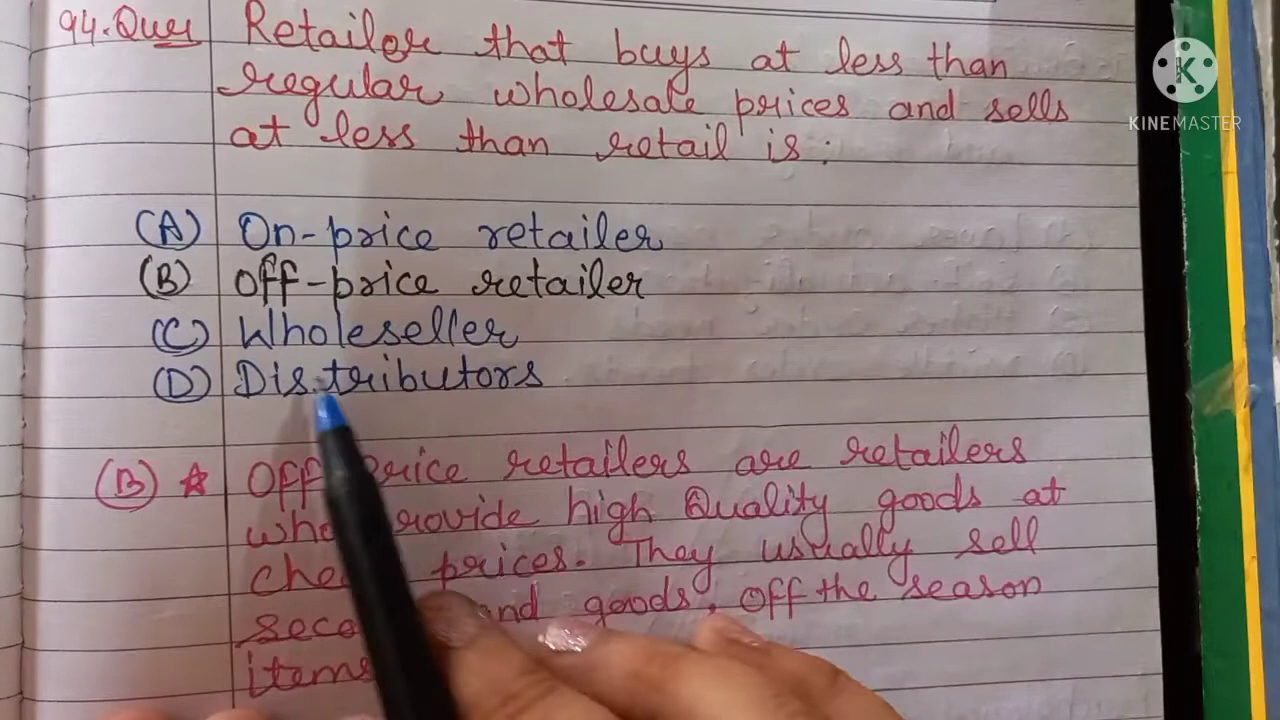 94. Ques Retailer that buys at less than
regular wholesale prices and sells
at less than retail is:
(A) On-price retailer
(B) Off-price retailer
(C) Wholeseller
(D) Distributors
(B) ☆ Off price retailers are retailers
high Quality goods at
prices. They usually sell
goods, off the season
items
KINEMASTER